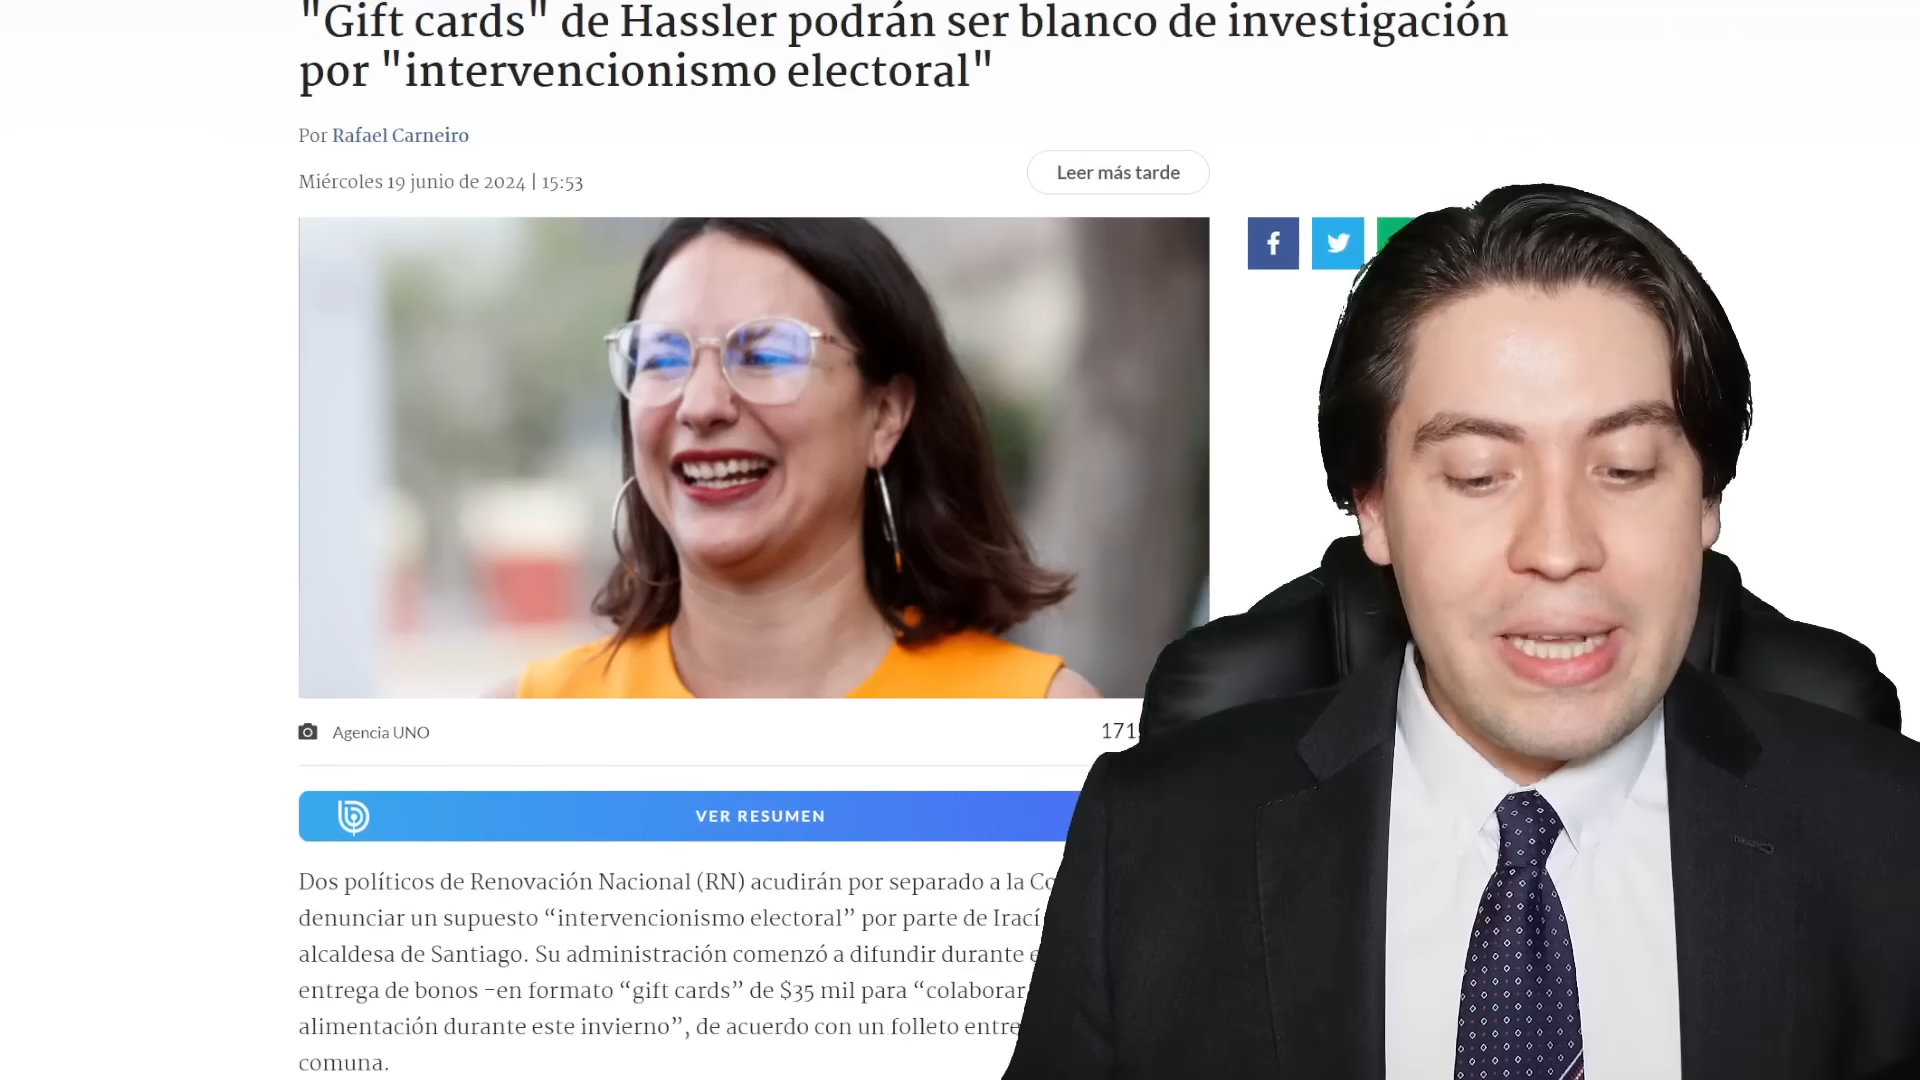 "Gift cards" de Hassler podrán ser blanco de investigación
por "intervencionismo electoral"
Por Rafael Carneiro
Miércoles 19 junio de 2024 | 15:53
Leer más tarde
Agencia UNO
171
VER RESUMEN
Dos políticos de Renovación Nacional (RN) acudirán por separado a la
denunciar un supuesto “intervencionismo electoral” por parte de
alcaldesa de Santiago. Su administración comenzó a difundir durante
entrega de bonos –en formato “gift cards” de $35 mil para “colaborar
alimentación durante este invierno”, de acuerdo con un folleto
comuna.